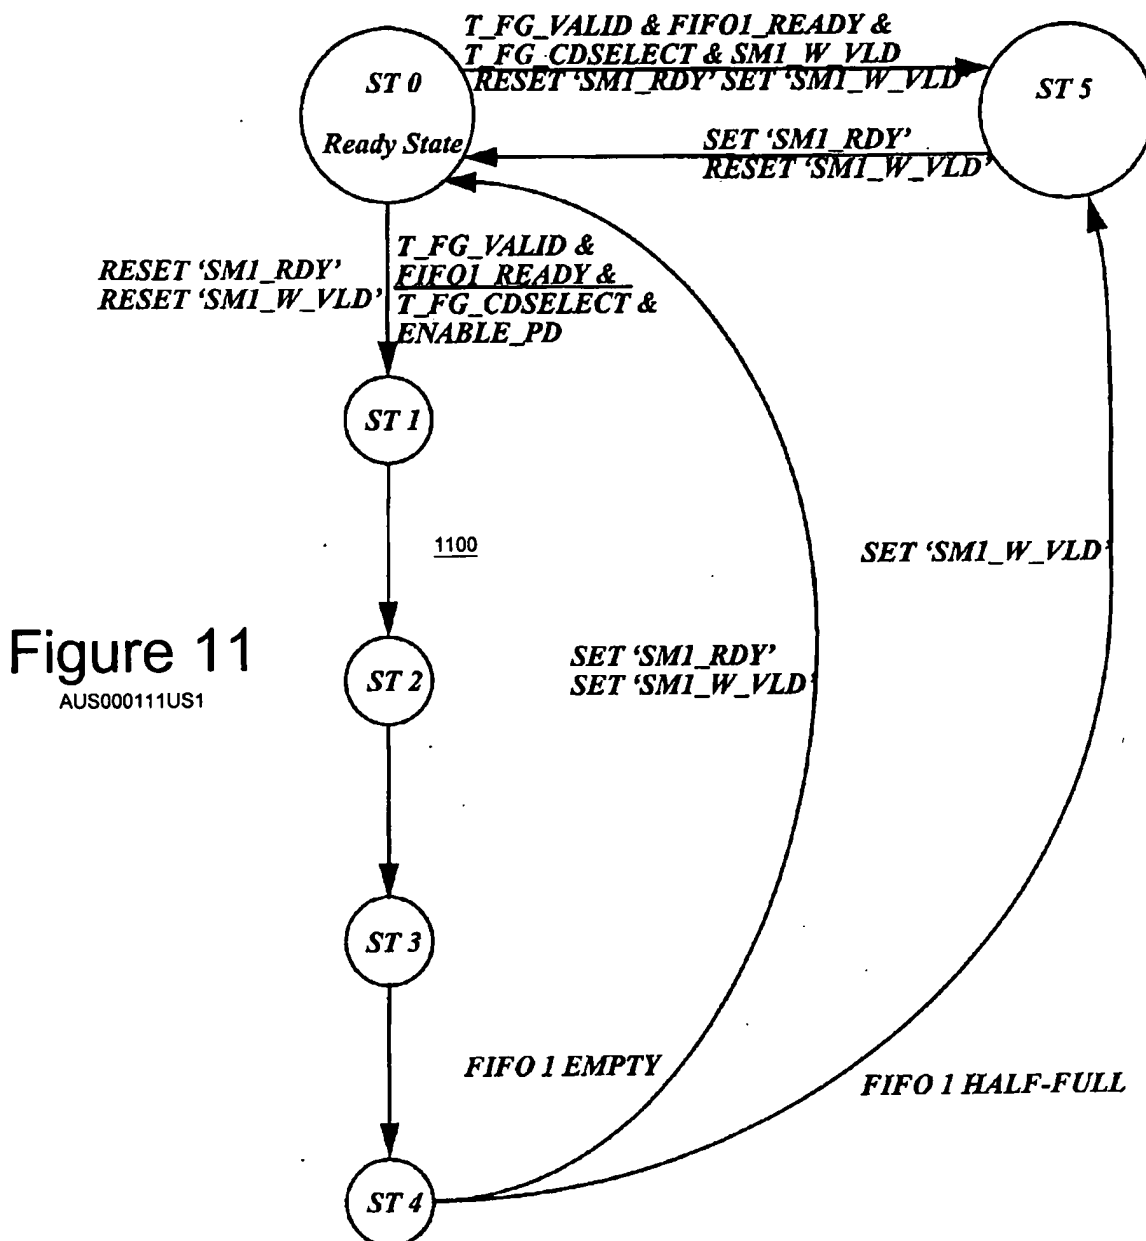 T_FG_VALID & FIFO1_READY &
T_FG_CDSELECT & SM1_W_VLD
RESET ‘SM1_RDY’ SET ‘SM1_W_VLD
ST 0
Ready State
ST 5
SET ‘SM1_RDY’
RESET ‘SM1_W_VLD’
RESET ‘SM1_RDY’
RESET ‘SM1_W_VLD’
T_FG_VALID &
FIFO1_READY &
T_FG_CDSELECT &
ENABLE_PD
ST 1
1100
SET ‘SM1_W_VLD’
Figure 11
AUS000111US1
ST 2
SET ‘SM1_RDY’
SET ‘SM1_W_VLD’
ST 3
FIFO 1 EMPTY
FIFO 1 HALF-FULL
ST 4